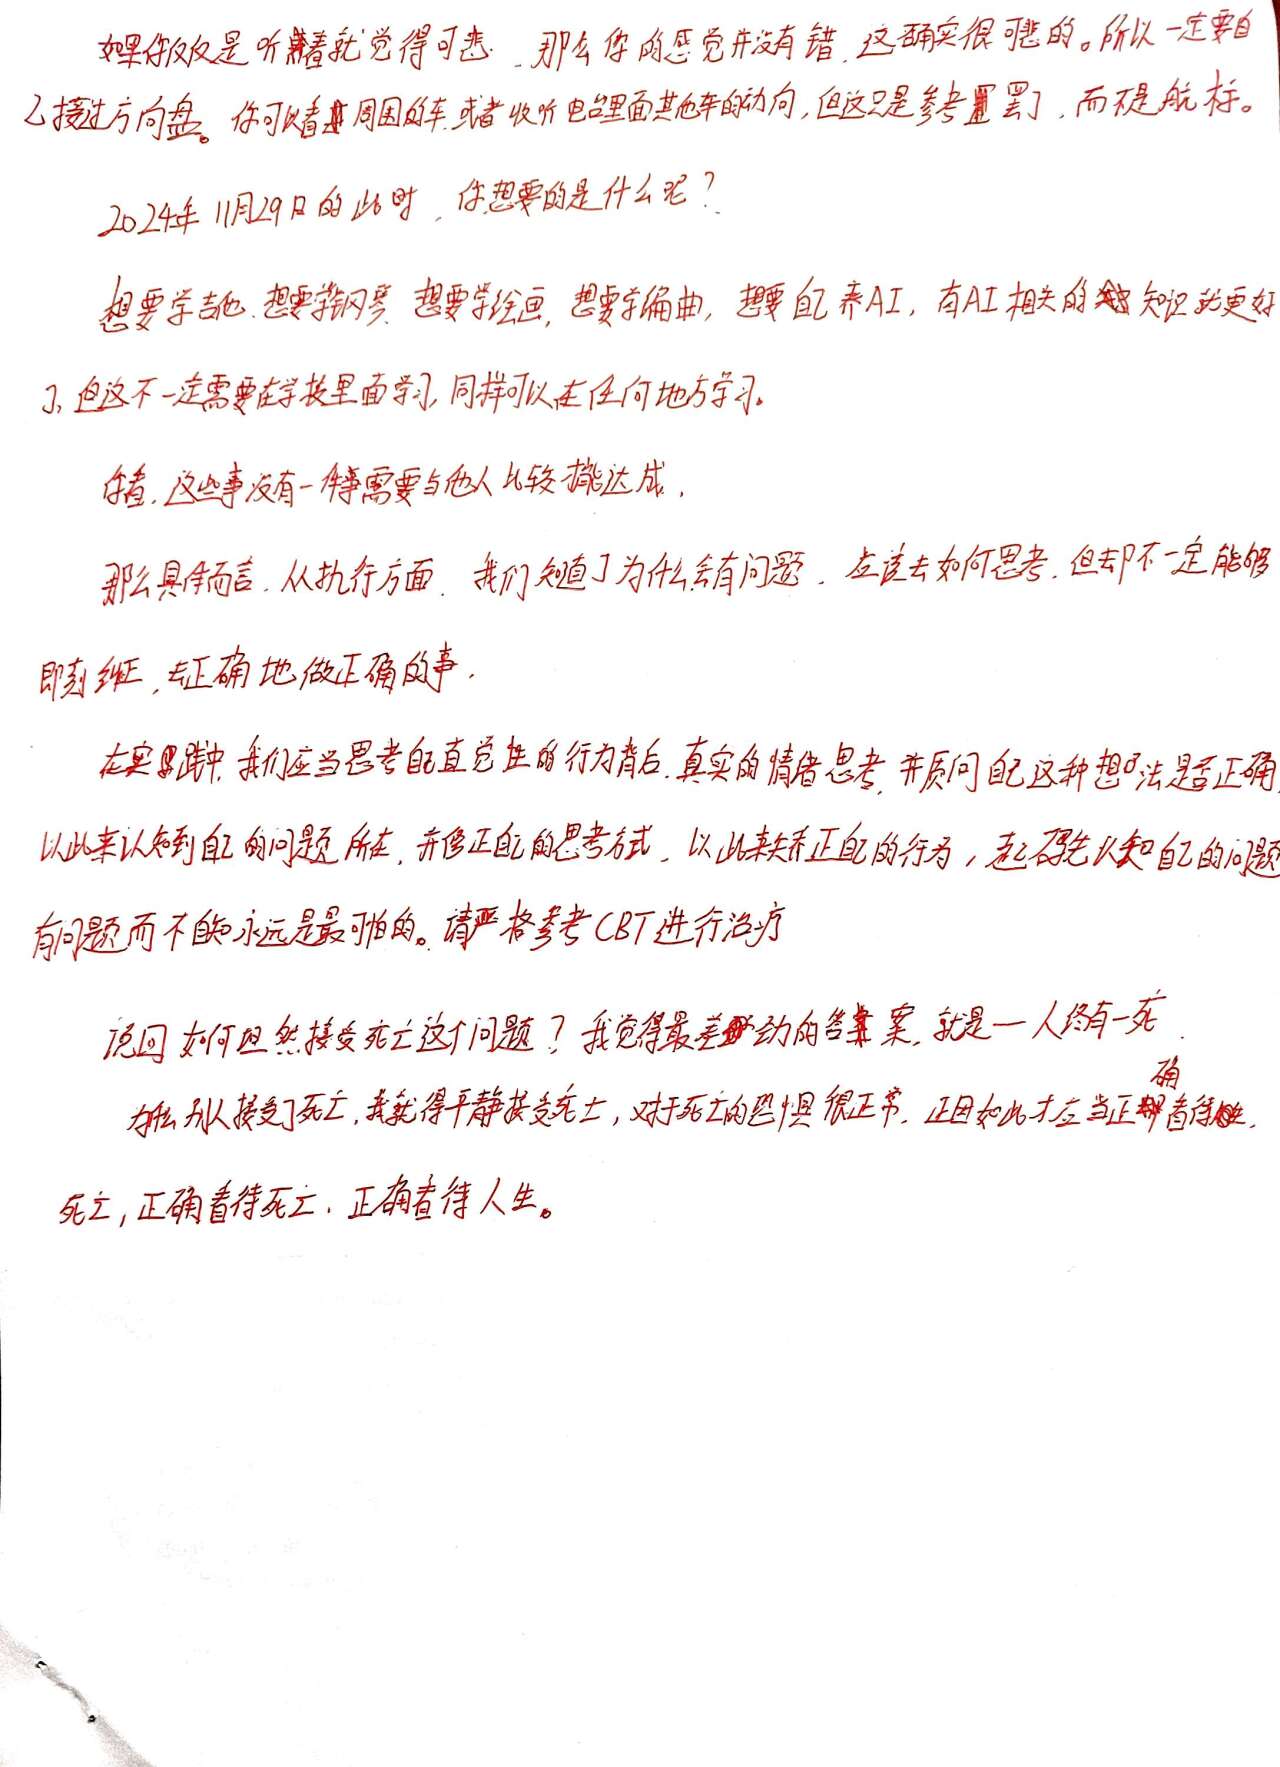 如果你仅仅是听着就觉得可悲,那么你的感觉并没有错,这确实很可悲的。所以一定要自
己接过方向盘。你可以看周围的车,或者收听电台里面其他车的动向,但这只是参考罢了,而不是航标。
2024年11月29日的此时,你想要的是什么呢?
想要学吉他、想要学钢琴、想要学绘画,想要学编曲,想要自己养AI,有AI相关的知识就更好
了,但这不一定需要在学校里面学习,同样可以在任何地方学习。
你看,这些事没有一件事需要与他人比较才能达成,
那么具体而言,从执行方面,我们知道了为什么会有问题,应该去如何思考,但却不一定能够
即刻纠正,去正确地做正确的事,
在实践中,我们应当思考自己直觉性的行为背后,真实的情绪思考,并质问自己这种想法是否正确,
以此来认知到自己的问题所在,并修正自己的思考方式,以此来矫正自己的行为,起码先认知自己的问题
有问题而不自知永远是最可怕的。请严格参考CBT进行治疗
说回如何坦然接受死亡这个问题?我觉得最差劲的答案,就是一人终有一死,
为什么别人接受了死亡,我就得平静接受死亡,对于死亡的恐惧很正常,正因如此才应当正确看待
死亡,正确看待死亡,正确看待人生。